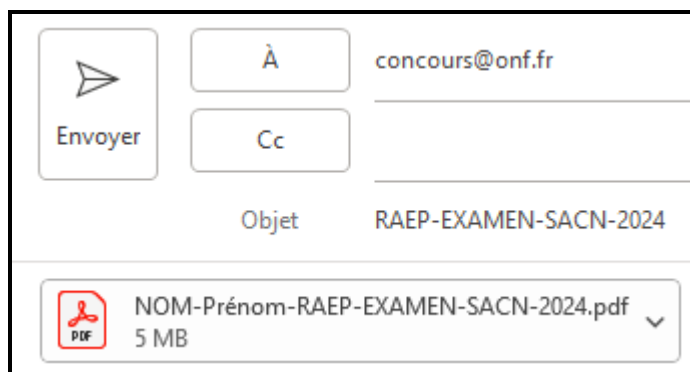 À
concours@onf.fr
Envoyer
Cc
Objet
RAEP-EXAMEN-SACN-2024
NOM-Prénom-RAEP-EXAMEN-SACN-2024.pdf
PDF
5 MB